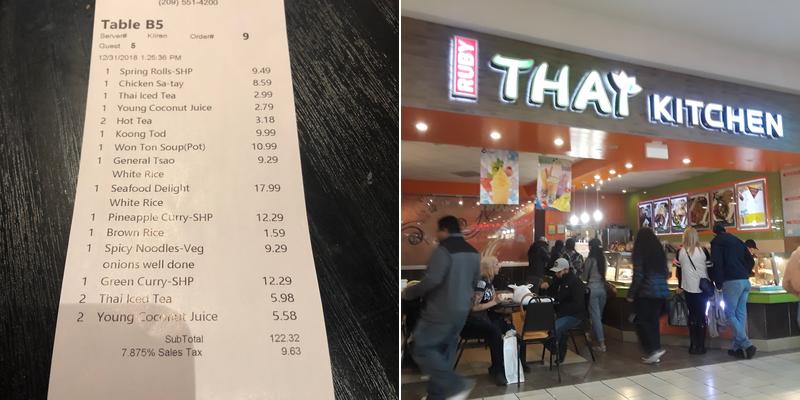 (209) 551-4200
Table B5
Server# Kiiren Order# 9
Guest 5
12/31/2018 1:25:36 PM
1 Spring Rolls-SHP 9.49
1 Chicken Sa-tay 8.59
1 Thai Iced Tea 2.99
1 Young Coconut Juice 2.79
2 Hot Tea 3.18
1 Koong Tod 9.99
1 Won Ton Soup(Pot) 10.99
1 General Tsao 9.29
White Rice
1 Seafood Delight 17.99
White Rice
1 Pineapple Curry-SHP 12.29
1 Brown Rice 1.59
1 Spicy Noodles-Veg 9.29
onions well done
1 Green Curry-SHP 12.29
2 Thai Iced Tea 5.98
2 Young Coconut Juice 5.58
SubTotal 122.32
7.875% Sales Tax 9.63
RUBY
THAI KITCHEN